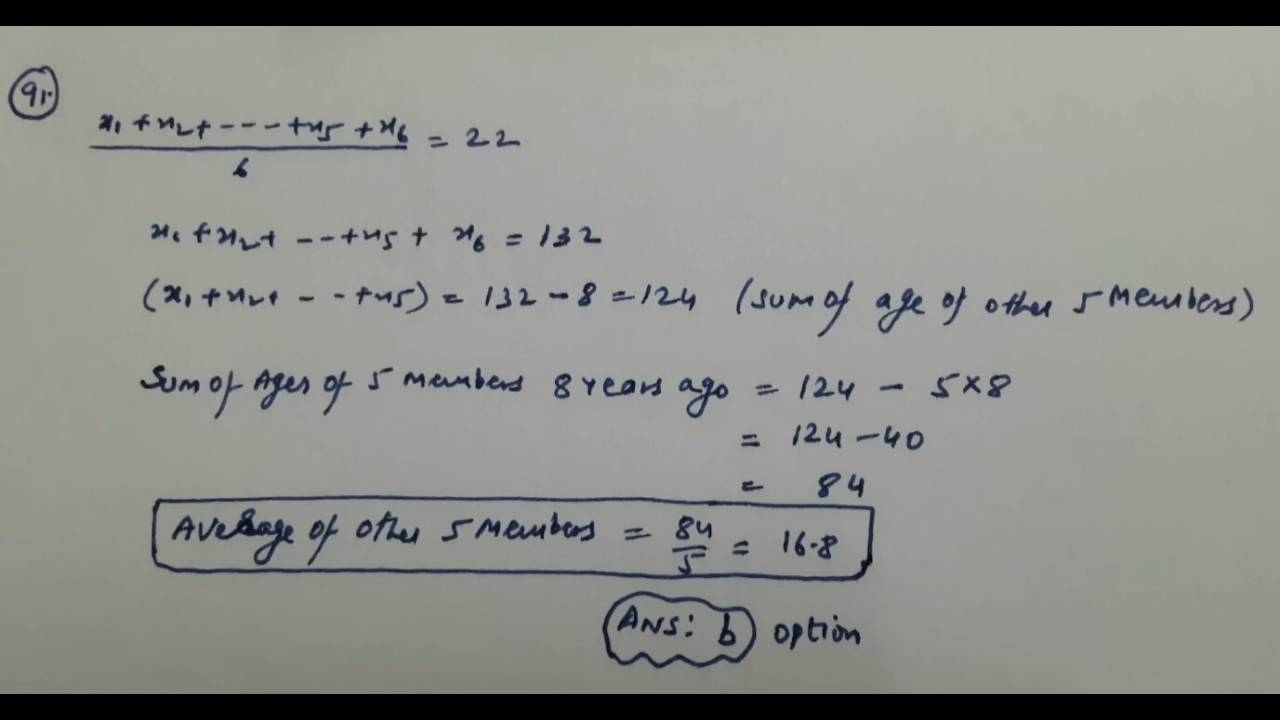 91.
x₁ + x₂ + ---- + x₅ + x₆ = 22
6
x₁ + x₂ + --- + x₅ + x₆ = 132
(x₁ + x₂ + --- + x₅) = 132 - 8 = 124 (Sum of age of other 5 Members)
Sum of Ages of 5 Members 8 Years ago = 124 - 5×8
= 124 - 40
= 84
Average of other 5 Members = 84/5 = 16.8
Ans: b option